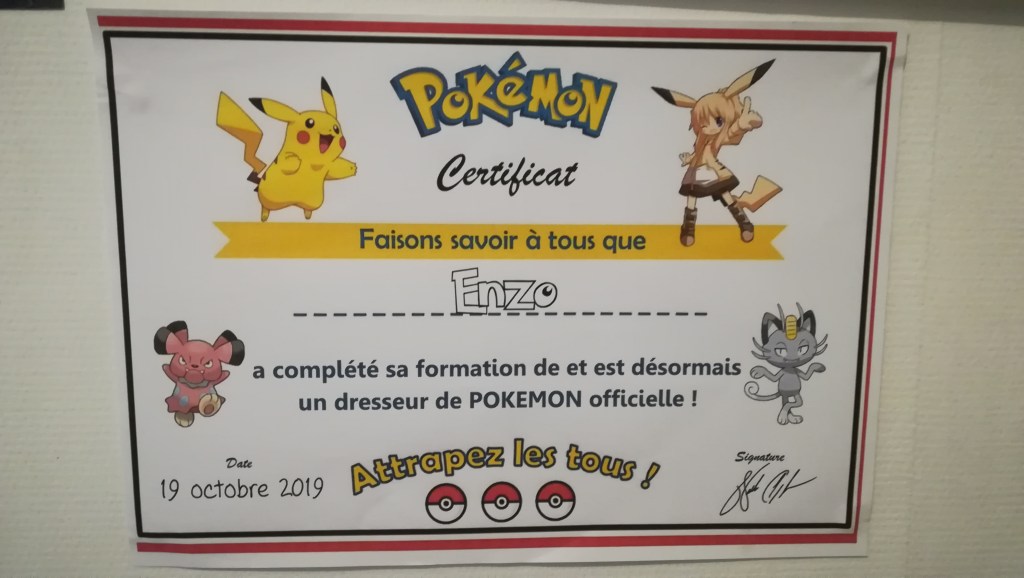 POKéMON
Certificat
Faisons savoir à tous que
Enzo
a complété sa formation de et est désormais
un dresseur de POKEMON officielle !
Attrapez les tous !
Date
19 octobre 2019
Signature